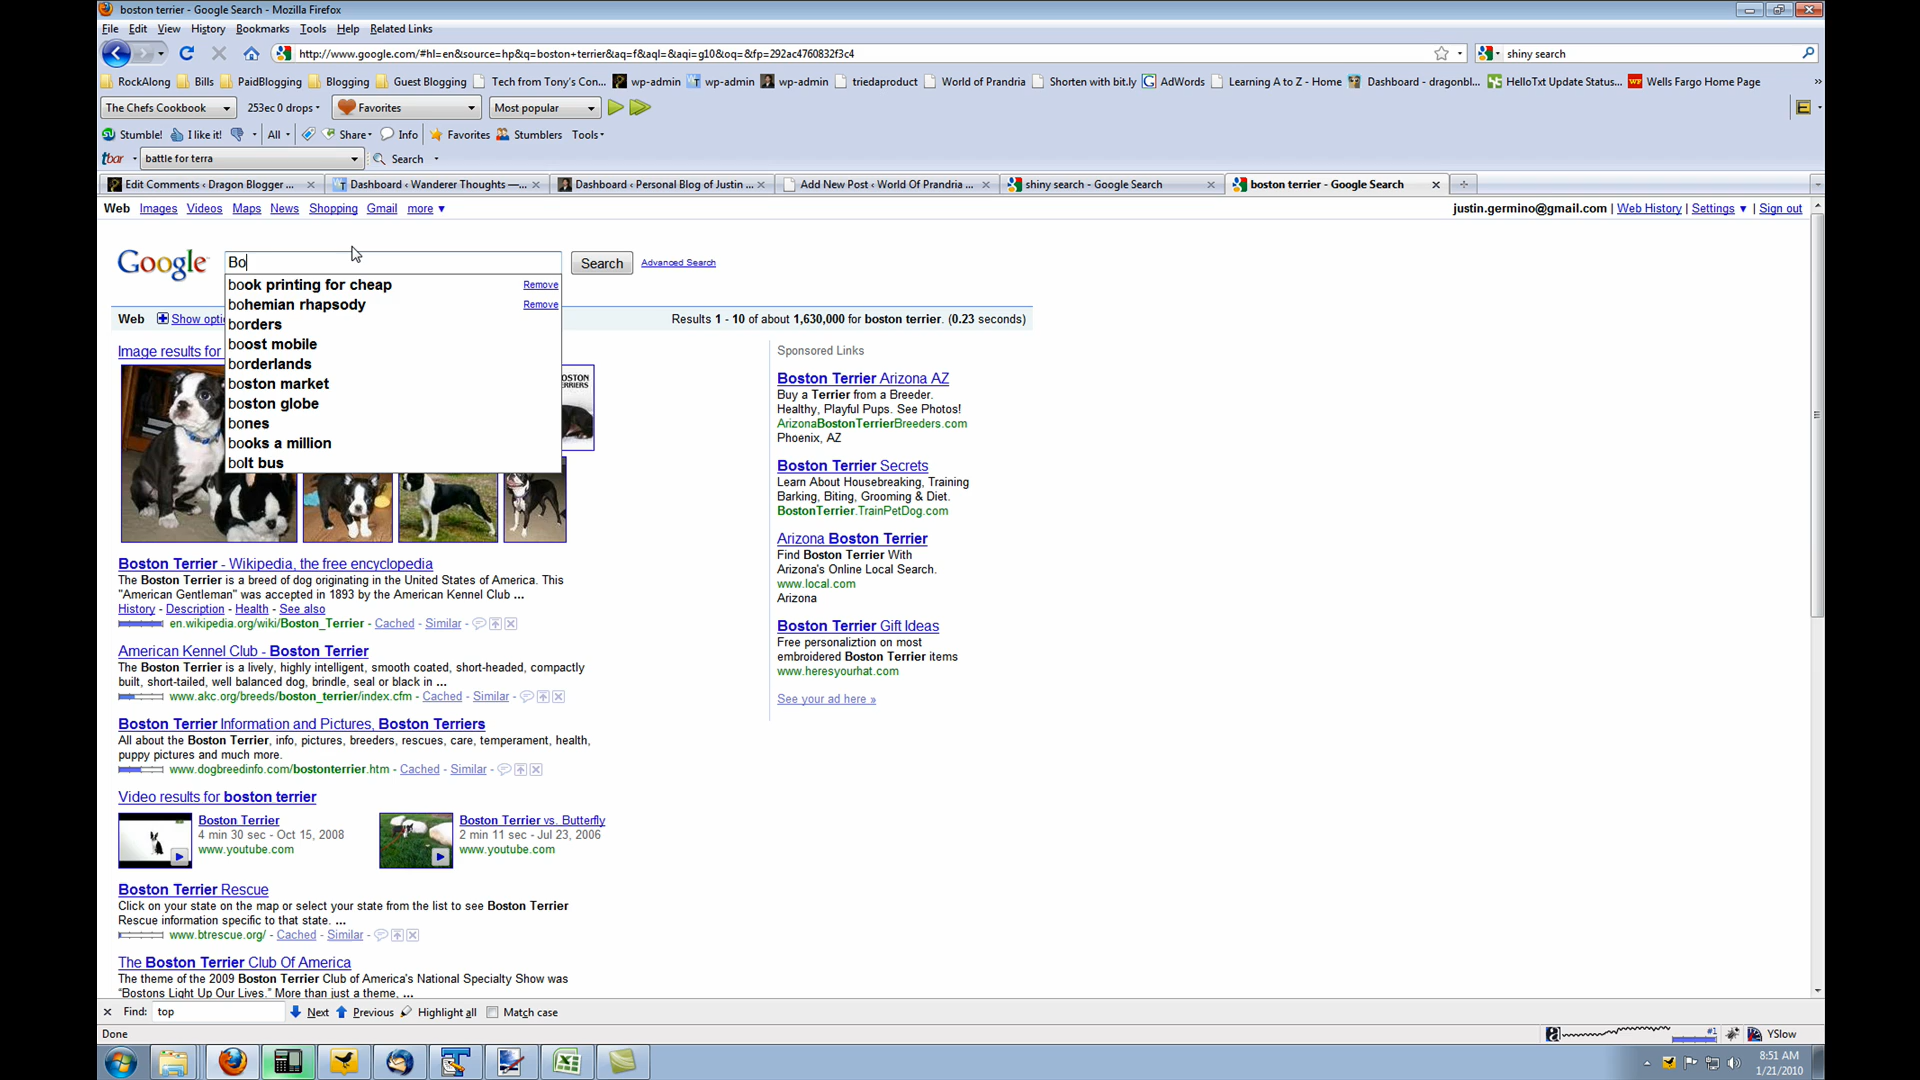 boston terrier - Google Search - Mozilla Firefox
File Edit View History Bookmarks Tools Help Related Links
http://www.google.com/#hl=en&source=hp&q=boston+terrier&aq=f&aql=&aqi=g10&oq=&fp=292ac4760832f3c4
shiny search
RockAlong Bills PaidBlogging Blogging Guest Blogging Tech from Tony's Con... wp-admin wp-admin wp-admin triedaproduct World of Prandria Shorten with bit.ly AdWords Learning A to Z - Home Dashboard - dragonbl... HelloTxt Update Status... Wells Fargo Home Page »
The Chefs Cookbook 253ec 0 drops Favorites Most popular
Stumble! I like it! All Share Info Favorites Stumblers Tools
tbar battle for terra Search
Edit Comments ‹ Dragon Blogger ... Dashboard ‹ Wanderer Thoughts —... Dashboard ‹ Personal Blog of Justin ... Add New Post ‹ World Of Prandria ... shiny search - Google Search boston terrier - Google Search
Web Images Videos Maps News Shopping Gmail more ▼
justin.germino@gmail.com | Web History | Settings ▼ | Sign out
Google Bo Search Advanced Search
book printing for cheap Remove
bohemian rhapsody Remove
borders
boost mobile
borderlands
boston market
boston globe
bones
books a million
bolt bus
Web Show opti
Results 1 - 10 of about 1,630,000 for boston terrier. (0.23 seconds)
Image results for
BOSTON
Boston Terrier - Wikipedia, the free encyclopedia
The Boston Terrier is a breed of dog originating in the United States of America. This
"American Gentleman" was accepted in 1893 by the American Kennel Club ...
History - Description - Health - See also
en.wikipedia.org/wiki/Boston_Terrier - Cached - Similar -
American Kennel Club - Boston Terrier
The Boston Terrier is a lively, highly intelligent, smooth coated, short-headed, compactly
built, short-tailed, well balanced dog, brindle, seal or black in ...
www.akc.org/breeds/boston_terrier/index.cfm - Cached - Similar -
Boston Terrier Information and Pictures, Boston Terriers
All about the Boston Terrier, info, pictures, breeders, rescues, care, temperament, health,
puppy pictures and much more.
www.dogbreedinfo.com/bostonterrier.htm - Cached - Similar -
Video results for boston terrier
Boston Terrier
4 min 30 sec - Oct 15, 2008
www.youtube.com
Boston Terrier vs. Butterfly
2 min 11 sec - Jul 23, 2006
www.youtube.com
Boston Terrier Rescue
Click on your state on the map or select your state from the list to see Boston Terrier
Rescue information specific to that state. ...
www.btrescue.org/ - Cached - Similar -
The Boston Terrier Club Of America
The theme of the 2009 Boston Terrier Club of America's National Specialty Show was
“Bostons Light Up Our Lives.” More than just a theme, ...
Sponsored Links
Boston Terrier Arizona AZ
Buy a Terrier from a Breeder.
Healthy, Playful Pups. See Photos!
ArizonaBostonTerrierBreeders.com
Phoenix, AZ
Boston Terrier Secrets
Learn About Housebreaking, Training
Barking, Biting, Grooming & Diet.
BostonTerrier.TrainPetDog.com
Arizona Boston Terrier
Find Boston Terrier With
Arizona's Online Local Search.
www.local.com
Arizona
Boston Terrier Gift Ideas
Free personaliztion on most
embroidered Boston Terrier items
www.heresyourhat.com
See your ad here »
Find: top Next Previous Highlight all Match case
Done
#1 YSlow
8:51 AM
1/21/2010